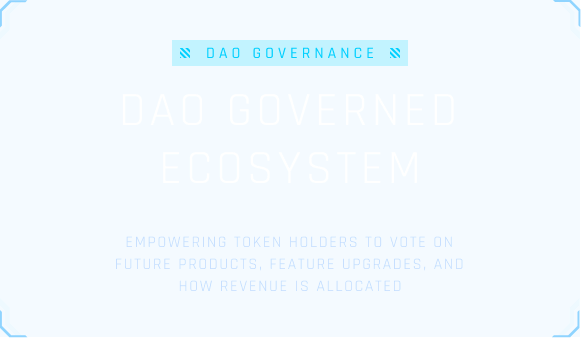 DAO GOVERNANCE
DAO GOVERNED
ECOSYSTEM
EMPOWERING TOKEN HOLDERS TO VOTE ON
FUTURE PRODUCTS, FEATURE UPGRADES, AND
HOW REVENUE IS ALLOCATED